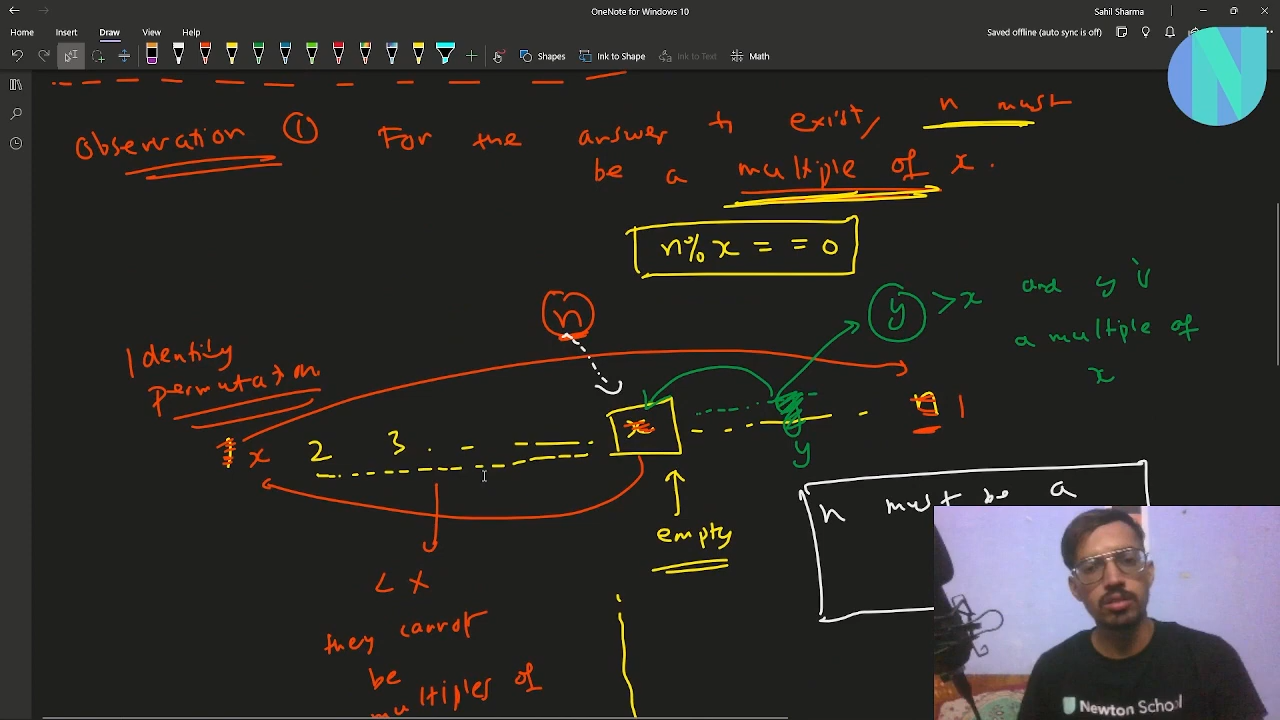 OneNote for Windows 10
Sahil Sharma
Home Insert Draw View Help
Saved offline (auto sync is off)
Shapes Ink to Shape Ink to Text Math
Observation 1 For the answer to exist, n must
be a multiple of x.
n%x==0
n
y >x and y is
a multiple of
x
Identity
permutation
1 x 2 3 . - x y n 1
empty
n must be a
< x
they cannot
be
multiples of
Newton School